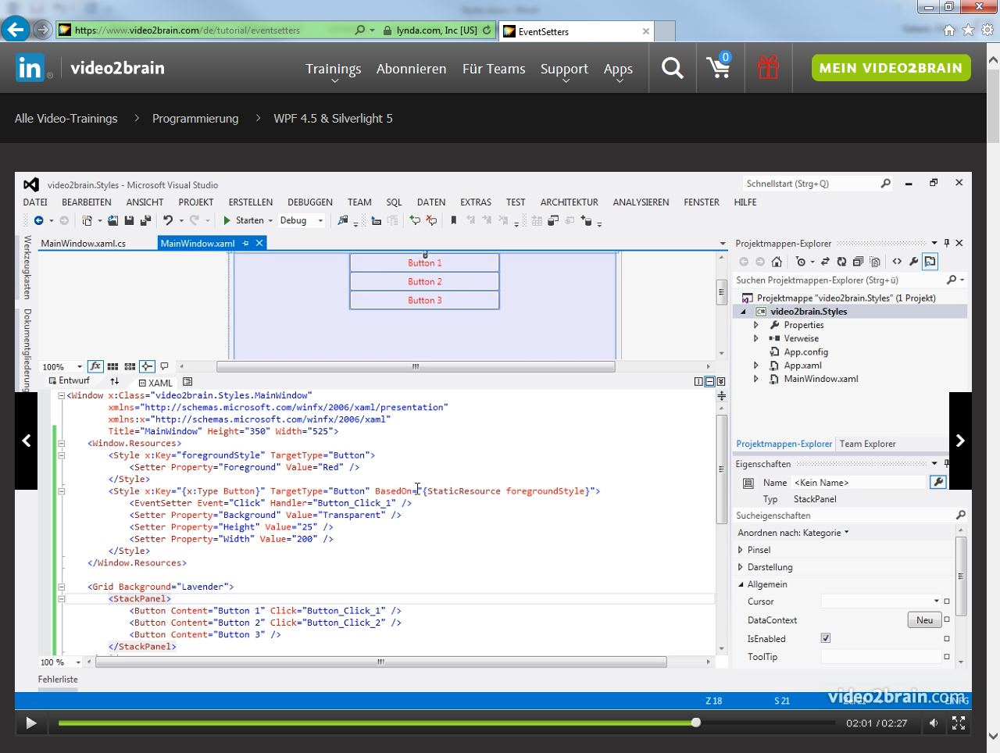 https://www.video2brain.com/de/tutorial/eventsetters
lynda.com, Inc [US]
EventSetters
in
video2brain
Trainings
Abonnieren
Für Teams
Support
Apps
0
MEIN VIDEO2BRAIN
Alle Video-Trainings
Programmierung
WPF 4.5 & Silverlight 5
video2brain.Styles - Microsoft Visual Studio
Schnellstart (Strg+Q)
DATEI BEARBEITEN ANSICHT PROJEKT ERSTELLEN DEBUGGEN TEAM SQL DATEN EXTRAS TEST ARCHITEKTUR ANALYSIEREN FENSTER HILFE
Starten
Debug
Werkzeugkasten
Dokumentgliederung
MainWindow.xaml.cs
MainWindow.xaml
Button 1
Button 2
Button 3
100%
fx
Entwurf
XAML
<Window x:Class="video2brain.Styles.MainWindow"
xmlns="http://schemas.microsoft.com/winfx/2006/xaml/presentation"
xmlns:x="http://schemas.microsoft.com/winfx/2006/xaml"
Title="MainWindow" Height="350" Width="525">
<Window.Resources>
<Style x:Key="foregroundStyle" TargetType="Button">
<Setter Property="Foreground" Value="Red" />
</Style>
<Style x:Key="{x:Type Button}" TargetType="Button" BasedOn="{StaticResource foregroundStyle}">
<EventSetter Event="Click" Handler="Button_Click_1" />
<Setter Property="Background" Value="Transparent" />
<Setter Property="Height" Value="25" />
<Setter Property="Width" Value="200" />
</Style>
</Window.Resources>
<Grid Background="Lavender">
<StackPanel>
<Button Content="Button 1" Click="Button_Click_1" />
<Button Content="Button 2" Click="Button_Click_2" />
<Button Content="Button 3" />
</StackPanel>
100 %
Fehlerliste
Projektmappen-Explorer
Suchen Projektmappen-Explorer (Strg+ü)
Projektmappe "video2brain.Styles" (1 Projekt)
C# video2brain.Styles
Properties
Verweise
App.config
App.xaml
MainWindow.xaml
Projektmappen-Explorer
Team Explorer
Eigenschaften
Name <Kein Name>
Typ StackPanel
Sucheigenschaften
Anordnen nach: Kategorie
Pinsel
Darstellung
Allgemein
Cursor
DataContext
Neu
IsEnabled
ToolTip
Z 18
S 21
video2brain.com
02:01 / 02:27